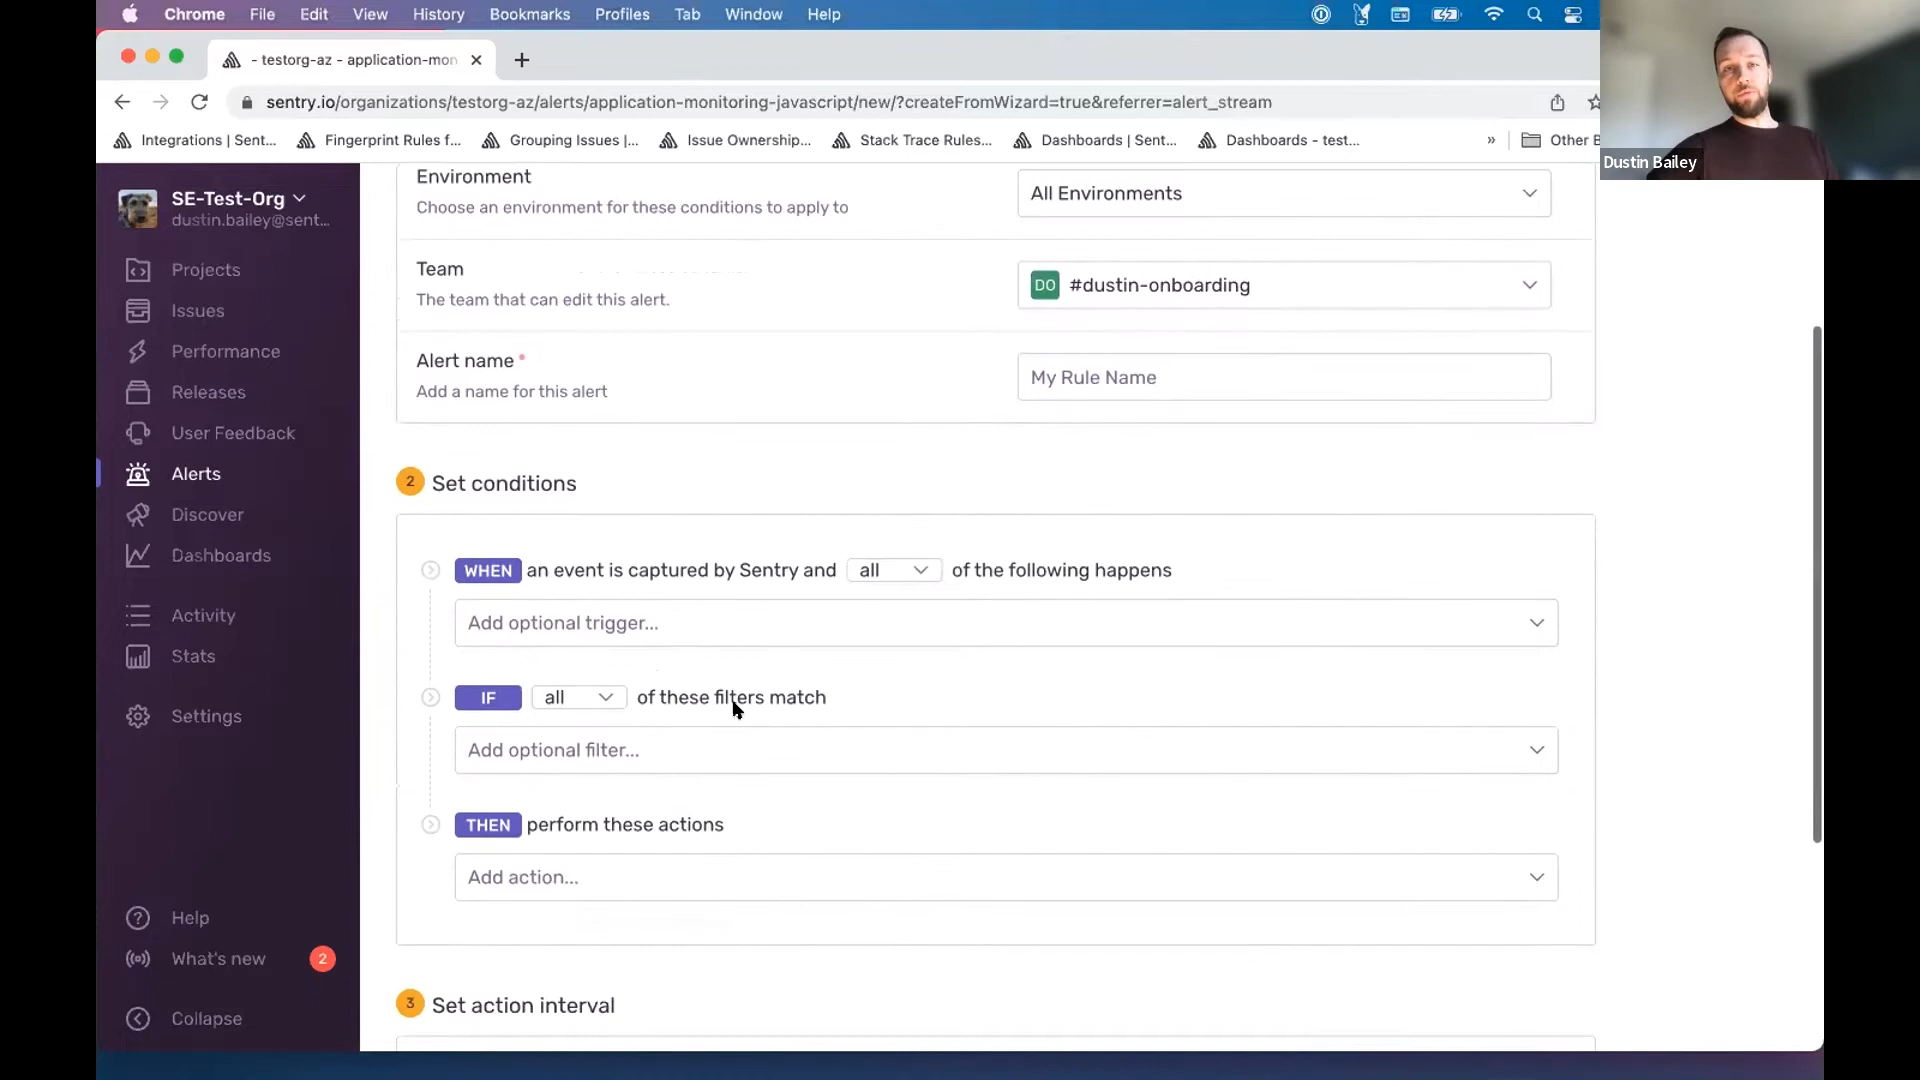 Chrome File Edit View History Bookmarks Profiles Tab Window Help
- testorg-az - application-mon
sentry.io/organizations/testorg-az/alerts/application-monitoring-javascript/new/?createFromWizard=true&referrer=alert_stream
Integrations | Sent... Fingerprint Rules f... Grouping Issues |... Issue Ownership... Stack Trace Rules... Dashboards | Sent... Dashboards - test... » Other B
Dustin Bailey
SE-Test-Org
dustin.bailey@sent...
Projects
Issues
Performance
Releases
User Feedback
Alerts
Discover
Dashboards
Activity
Stats
Settings
Help
What's new 2
Collapse
Environment
Choose an environment for these conditions to apply to
All Environments
Team
The team that can edit this alert.
DO #dustin-onboarding
Alert name *
Add a name for this alert
My Rule Name
2 Set conditions
WHEN an event is captured by Sentry and all of the following happens
Add optional trigger...
IF all of these filters match
Add optional filter...
THEN perform these actions
Add action...
3 Set action interval